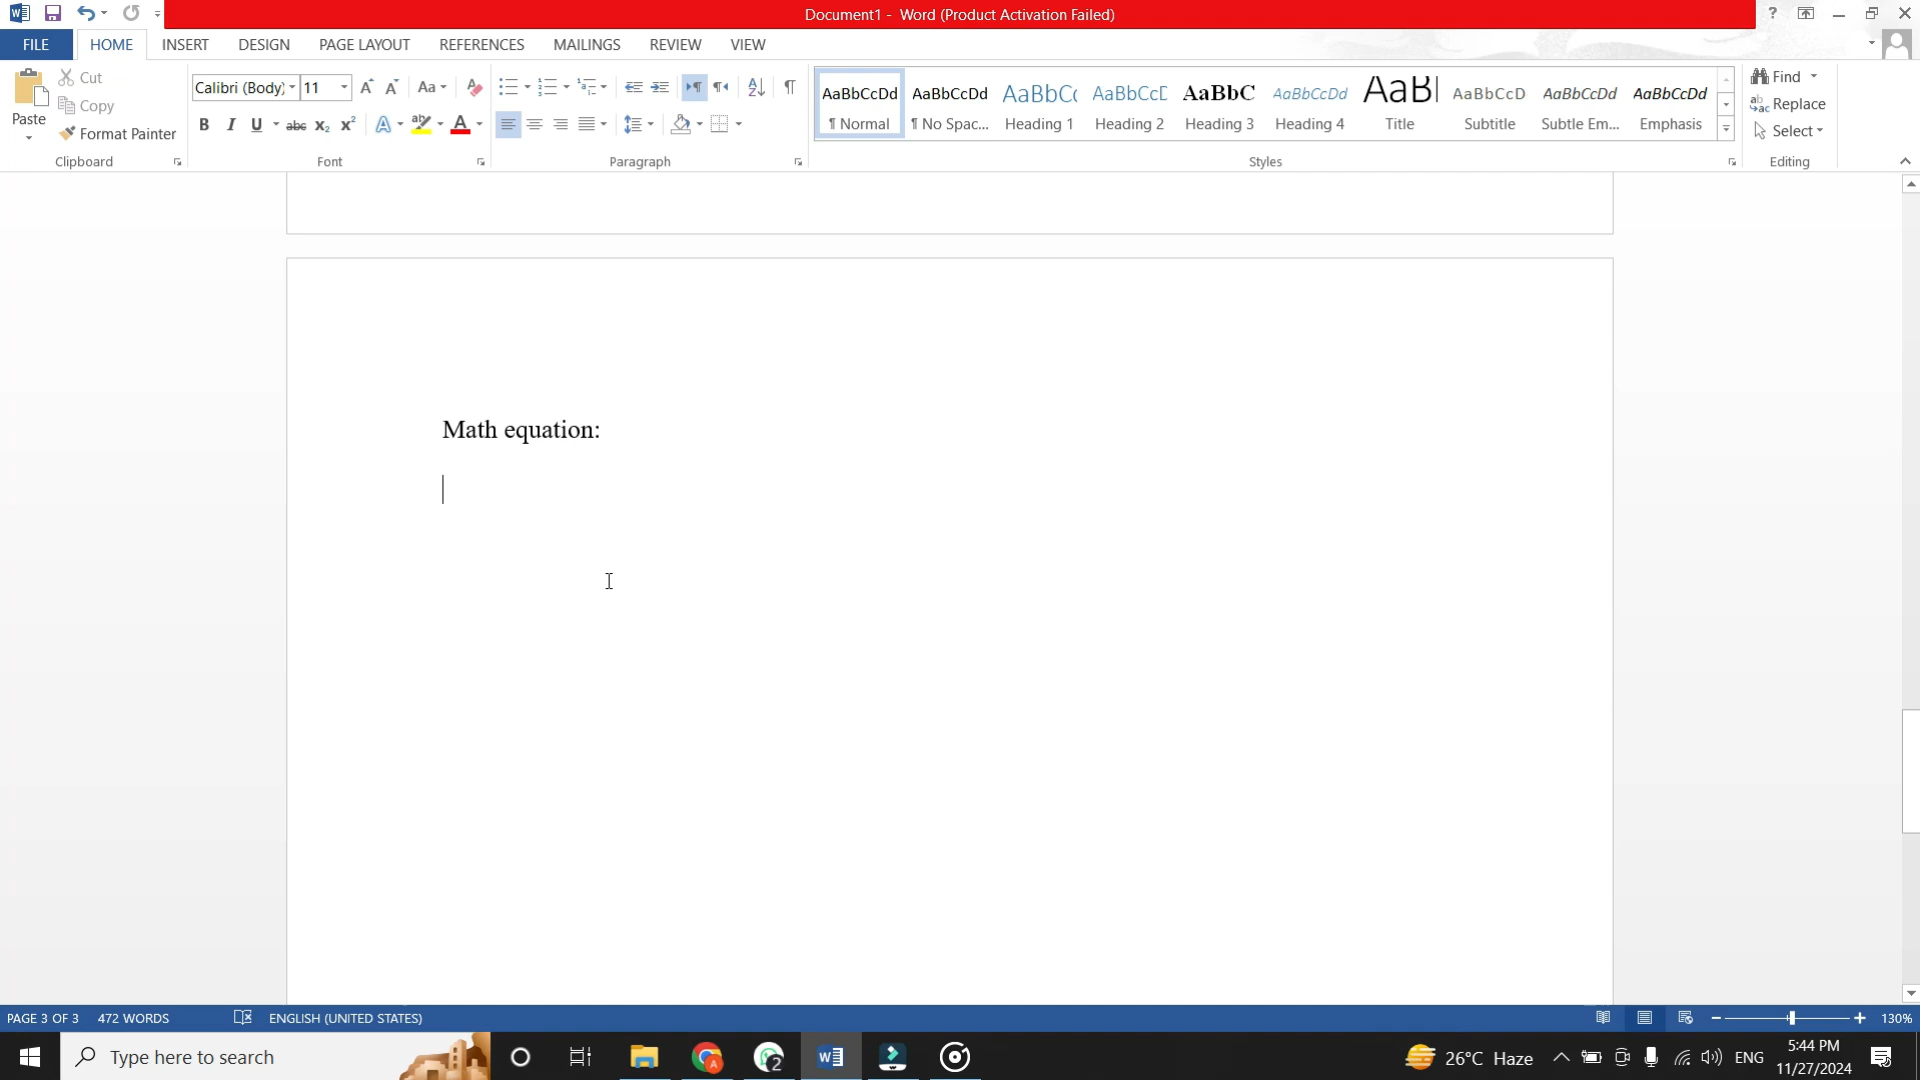 Document1 - Word (Product Activation Failed)
FILE HOME INSERT DESIGN PAGE LAYOUT REFERENCES MAILINGS REVIEW VIEW
Paste
Cut
Copy
Format Painter
Clipboard
Calibri (Body) 11
Font
Paragraph
AaBbCcDd AaBbCcDd AaBbC( AaBbCcE AaBbC AaBbCcDd AaB AaBbCcD AaBbCcDd AaBbCcDd
¶ Normal ¶ No Spac... Heading 1 Heading 2 Heading 3 Heading 4 Title Subtitle Subtle Em... Emphasis
Styles
Find
Replace
Select
Editing
Math equation:
PAGE 3 OF 3 472 WORDS ENGLISH (UNITED STATES) 130%
Type here to search
2
26°C Haze
ENG
5:44 PM
11/27/2024